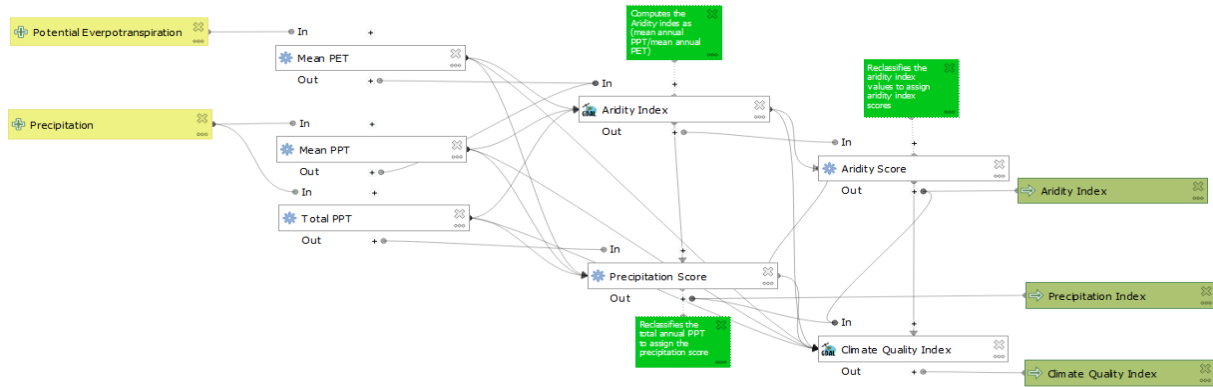 Potential Everpotranspiration
In
+
Mean PET
Out
+
Precipitation
In
+
Mean PPT
Out
+
In
+
Total PPT
Out
+
Computes the
Aridity indes as
(mean annual
PPT/mean annual
PET)
In
+
GOAL
Aridity Index
Out
+
Reclassifies the
aridity index
values to assign
aridity index
scores
In
+
Aridity Score
Out
+
Aridity Index
In
+
Precipitation Score
Out
+
Precipitation Index
Reclassifies the
total annual PPT
to assign the
precipitation score
In
+
GOAL
Climate Quality Index
Out
+
Climate Quality Index